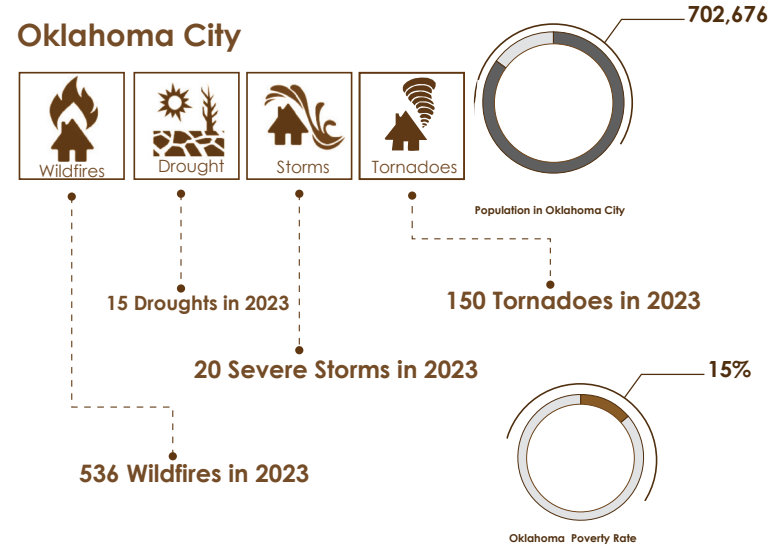 Oklahoma City
702,676
Wildfires
Drought
Storms
Tornadoes
Population in Oklahoma City
15 Droughts in 2023
150 Tornadoes in 2023
20 Severe Storms in 2023
15%
536 Wildfires in 2023
Oklahoma Poverty Rate